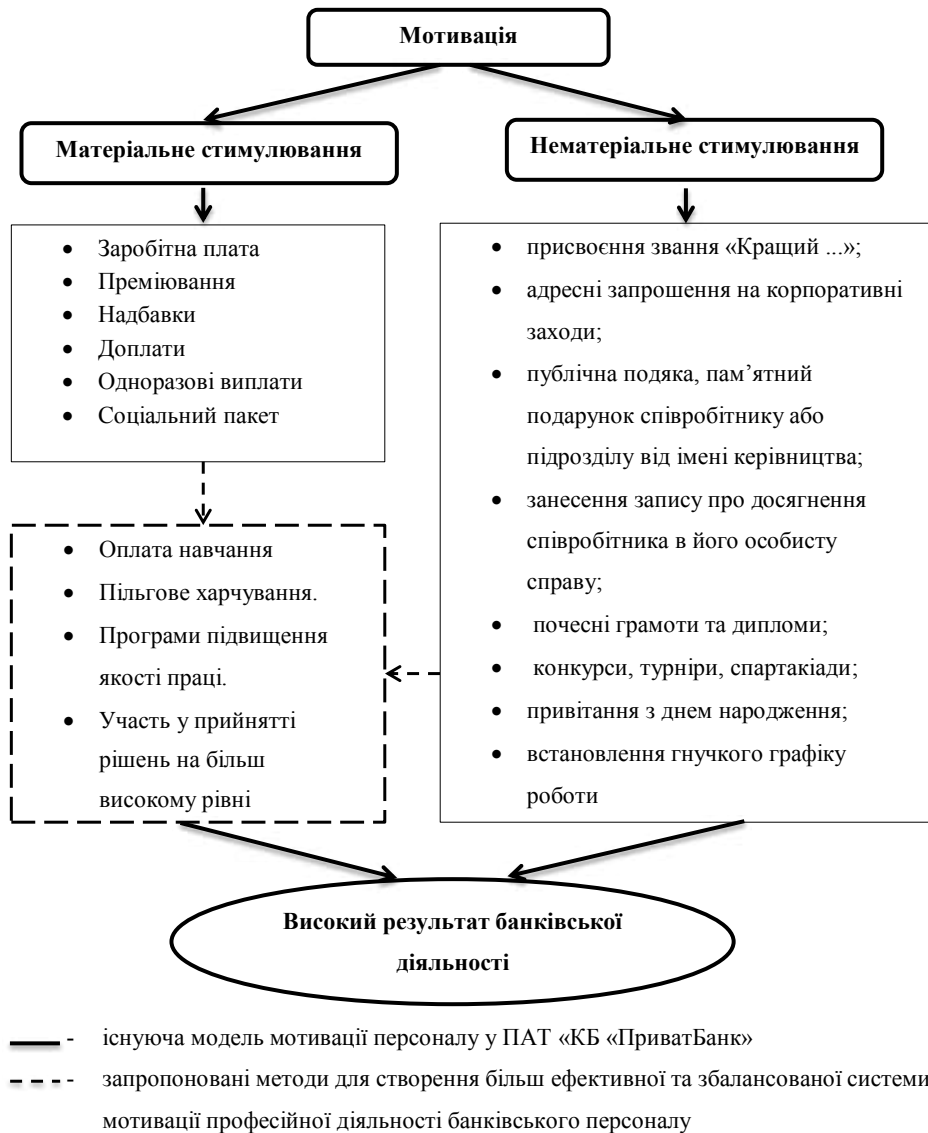 Мотивація
Матеріальне стимулювання
Нематеріальне стимулювання
• Заробітна плата
• Преміювання
• Надбавки
• Доплати
• Одноразові виплати
• Соціальний пакет
• Оплата навчання
• Пільгове харчування.
• Програми підвищення
якості праці.
• Участь у прийнятті
рішень на більш
високому рівні
• присвоєння звання «Кращий ...»;
• адресні запрошення на корпоративні
заходи;
• публічна подяка, пам’ятний
подарунок співробітнику або
підрозділу від імені керівництва;
• занесення запису про досягнення
співробітника в його особисту
справу;
• почесні грамоти та дипломи;
• конкурси, турніри, спартакіади;
• привітання з днем народження;
• встановлення гнучкого графіку
роботи
Високий результат банківської
діяльності
- існуюча модель мотивації персоналу у ПАТ «КБ «ПриватБанк»
- запропоновані методи для створення більш ефективної та збалансованої системи
мотивації професійної діяльності банківського персоналу